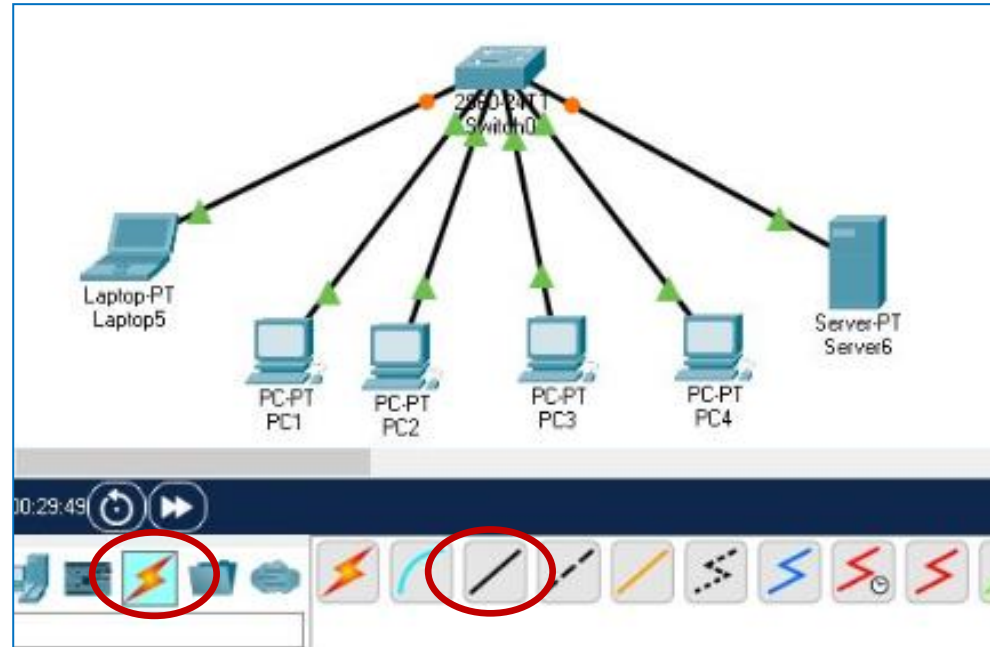 2960-24TT
Switch0
Laptop-PT
Laptop5
Server-PT
Server6
PC-PT
PC1
PC-PT
PC2
PC-PT
PC3
PC-PT
PC4
00:29:49